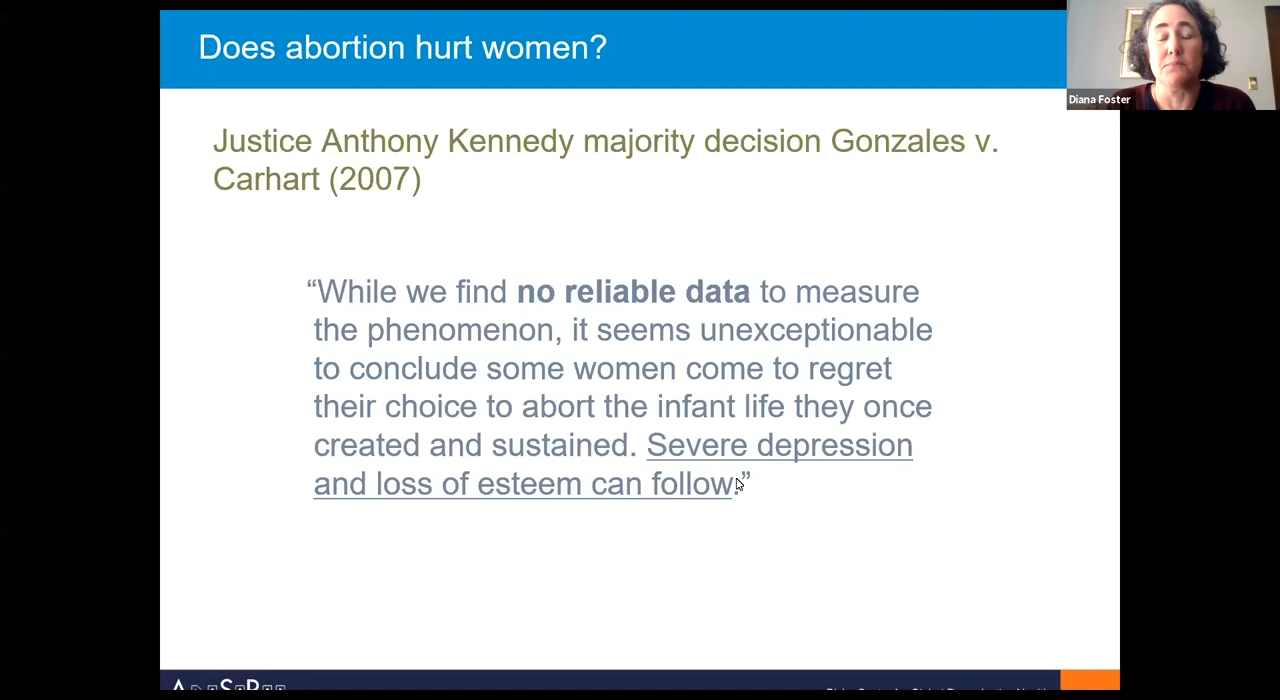 Does abortion hurt women?
Diana Foster
Justice Anthony Kennedy majority decision Gonzales v.
Carhart (2007)
“While we find no reliable data to measure
the phenomenon, it seems unexceptionable
to conclude some women come to regret
their choice to abort the infant life they once
created and sustained. Severe depression
and loss of esteem can follow.”